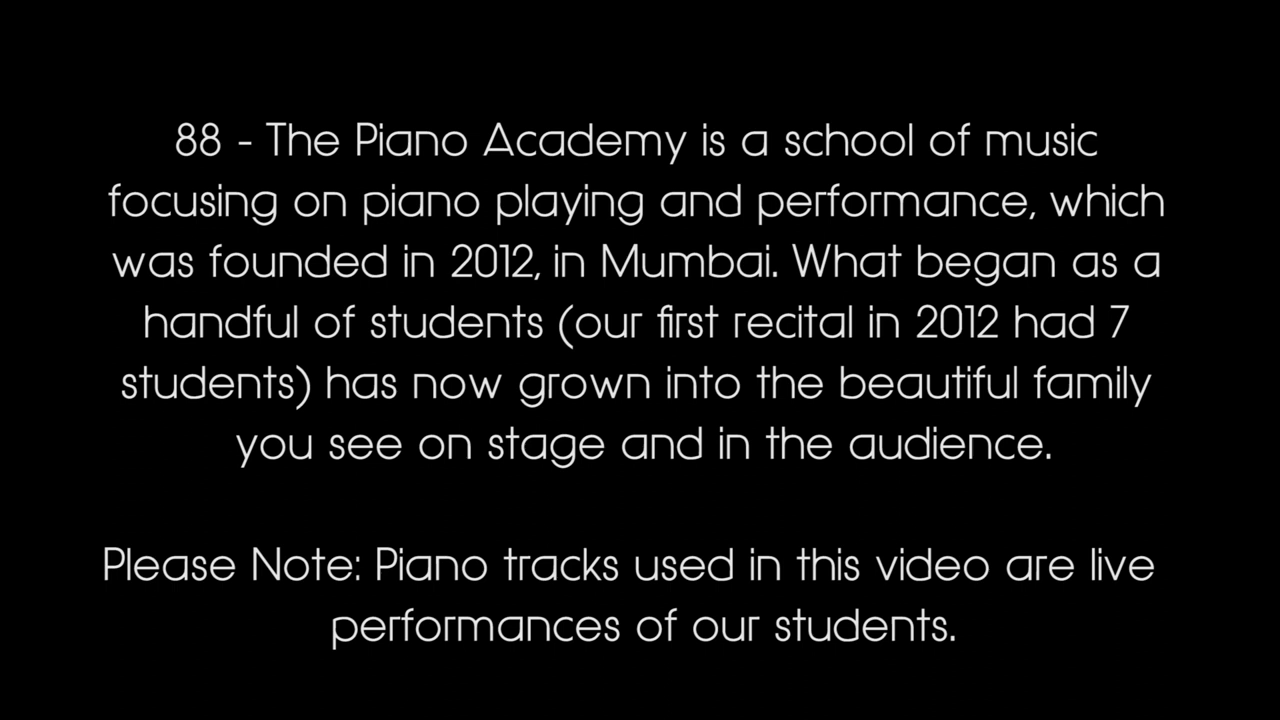 88 - The Piano Academy is a school of music
focusing on piano playing and performance, which
was founded in 2012, in Mumbai. What began as a
handful of students (our first recital in 2012 had 7
students) has now grown into the beautiful family
you see on stage and in the audience.
Please Note: Piano tracks used in this video are live
performances of our students.